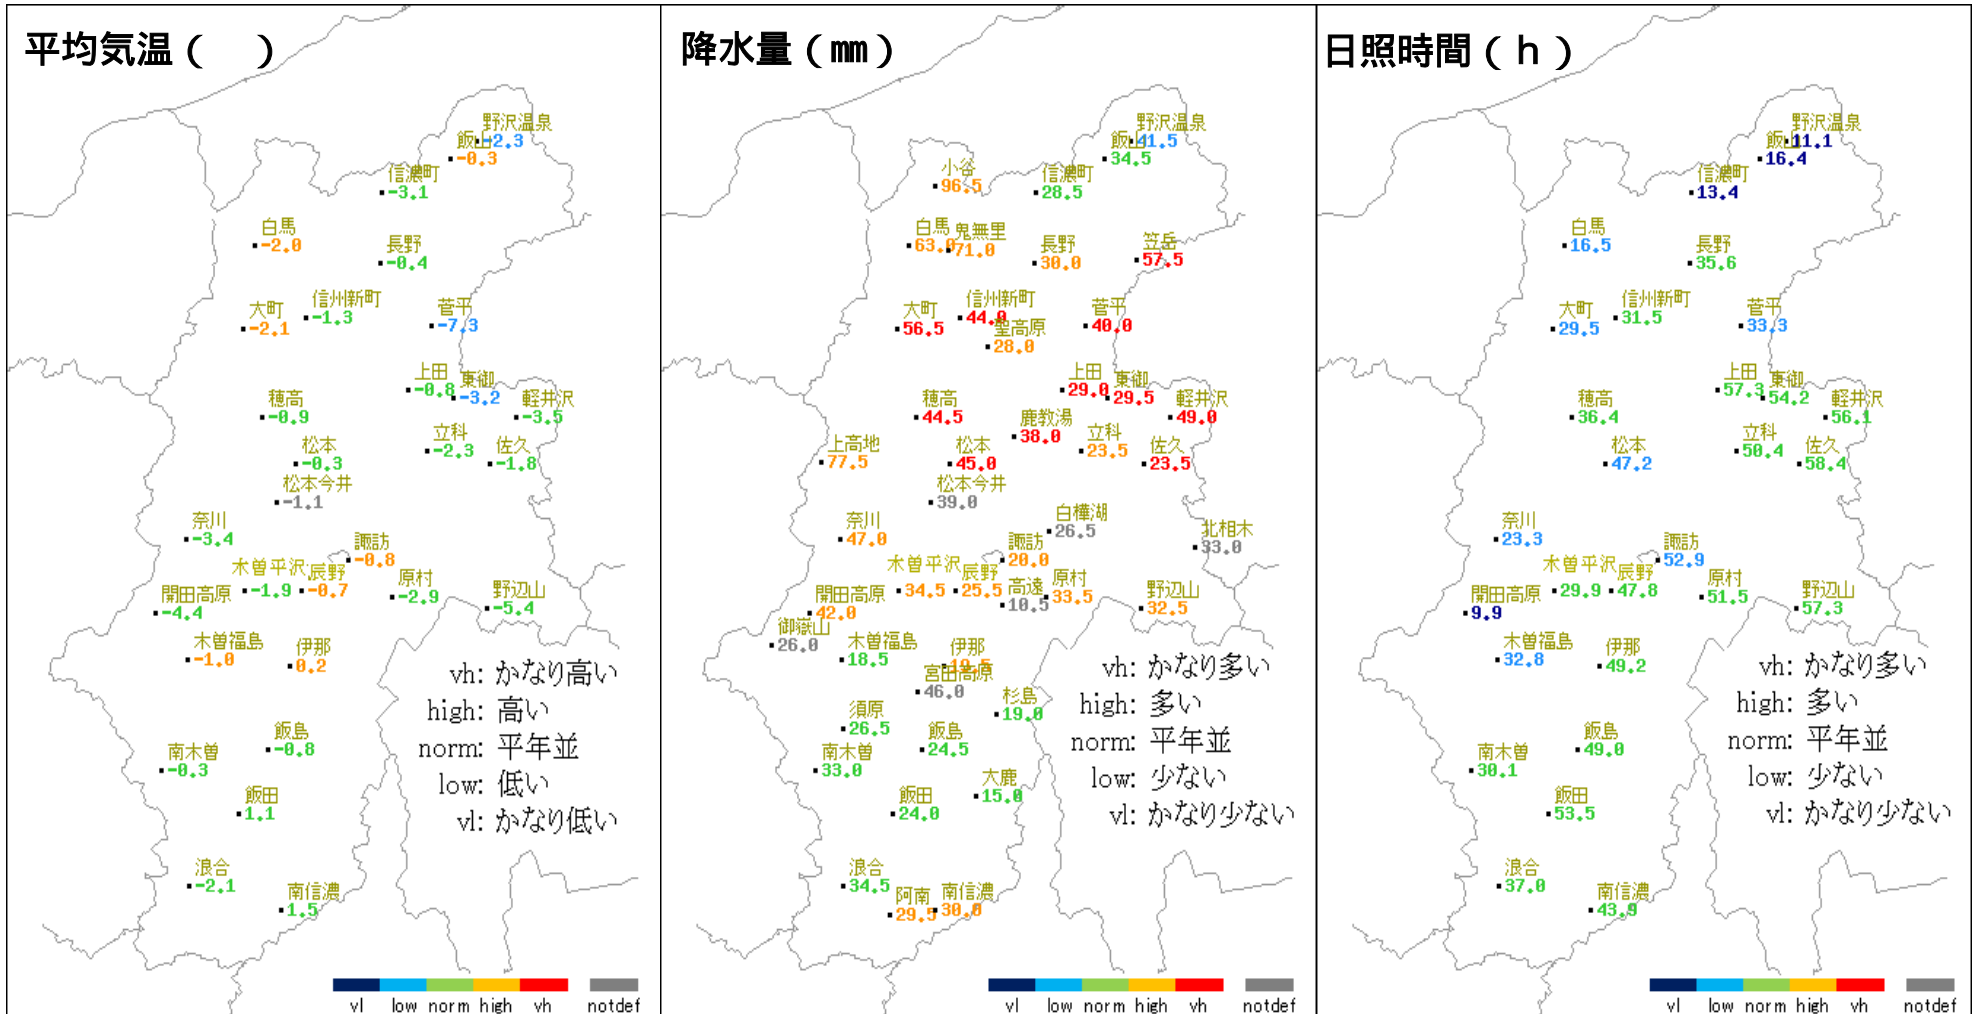 平均気温（　）
野沢温泉
-2.3
飯山
-0.3
信濃町
-3.1
白馬
-2.0
長野
-0.4
信州新町
-1.3
大町
-2.1
菅平
-7.3
上田
-0.8
東御
-3.2
穂高
-0.9
軽井沢
-3.5
立科
-2.3
松本
-0.3
佐久
-1.8
松本今井
-1.1
奈川
-3.4
諏訪
-0.8
木曽平沢
-1.9
辰野
-0.7
原村
-2.9
開田高原
-4.4
野辺山
-5.4
木曽福島
-1.0
伊那
0.2
飯島
-0.8
南木曽
-0.3
飯田
1.1
浪合
-2.1
南信濃
1.5
vh: かなり高い
high: 高い
norm: 平年並
low: 低い
vl: かなり低い
vl low norm high vh notdef
降水量（㎜）
野沢温泉
41.5
飯山
34.5
小谷
96.5
信濃町
28.5
白馬
63.0
鬼無里
71.0
長野
30.0
笠岳
57.5
信州新町
44.0
大町
56.5
菅平
40.0
聖高原
28.0
上田
29.0
東御
29.5
穂高
44.5
軽井沢
49.0
鹿教湯
38.0
立科
23.5
上高地
77.5
松本
45.0
佐久
23.5
松本今井
39.0
白樺湖
26.5
奈川
47.0
北相木
33.0
諏訪
20.0
木曽平沢
34.5
辰野
25.5
高遠
10.5
原村
33.5
開田高原
42.0
野辺山
32.5
御嶽山
26.0
木曽福島
18.5
伊那
宮田高原
46.0
杉島
19.0
須原
26.5
飯島
24.5
南木曽
33.0
大鹿
15.0
飯田
24.0
浪合
34.5
阿南
29.5
南信濃
30.0
vh: かなり多い
high: 多い
norm: 平年並
low: 少ない
vl: かなり少ない
vl low norm high vh notdef
日照時間（ｈ）
野沢温泉
11.1
飯山
16.4
信濃町
13.4
白馬
16.5
長野
35.6
信州新町
31.5
大町
29.5
菅平
33.3
上田
57.3
東御
54.2
穂高
36.4
軽井沢
56.1
立科
50.4
松本
47.2
佐久
58.4
奈川
23.3
諏訪
52.9
木曽平沢
29.9
辰野
47.8
原村
51.5
開田高原
9.9
野辺山
57.3
木曽福島
32.8
伊那
49.2
飯島
49.0
南木曽
30.1
飯田
53.5
浪合
37.0
南信濃
43.9
vh: かなり多い
high: 多い
norm: 平年並
low: 少ない
vl: かなり少ない
vl low norm high vh notdef